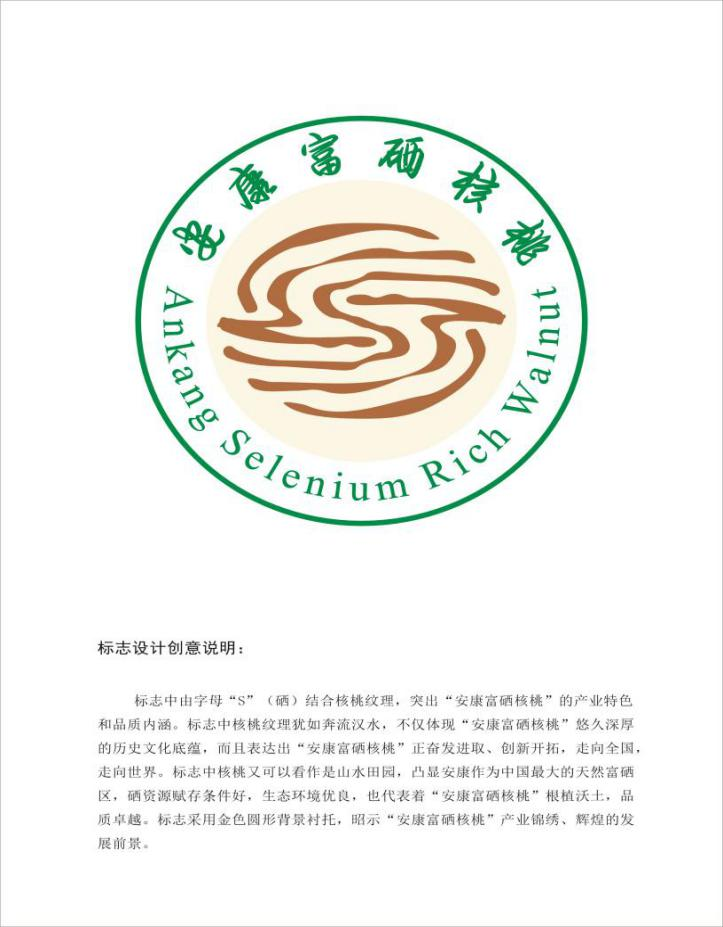 安康富硒核桃
Ankang Selenium Rich Walnut
标志设计创意说明：
标志中由字母“S”（硒）结合核桃纹理，突出“安康富硒核桃”的产业特色
和品质内涵。标志中核桃纹理犹如奔流汉水，不仅体现“安康富硒核桃”悠久深厚
的历史文化底蕴，而且表达出“安康富硒核桃”正奋发进取、创新开拓，走向全国，
走向世界。标志中核桃又可以看作是山水田园，凸显安康作为中国最大的天然富硒
区，硒资源赋存条件好，生态环境优良，也代表着“安康富硒核桃”根植沃土，品
质卓越。标志采用金色圆形背景衬托，昭示“安康富硒核桃”产业锦绣、辉煌的发
展前景。